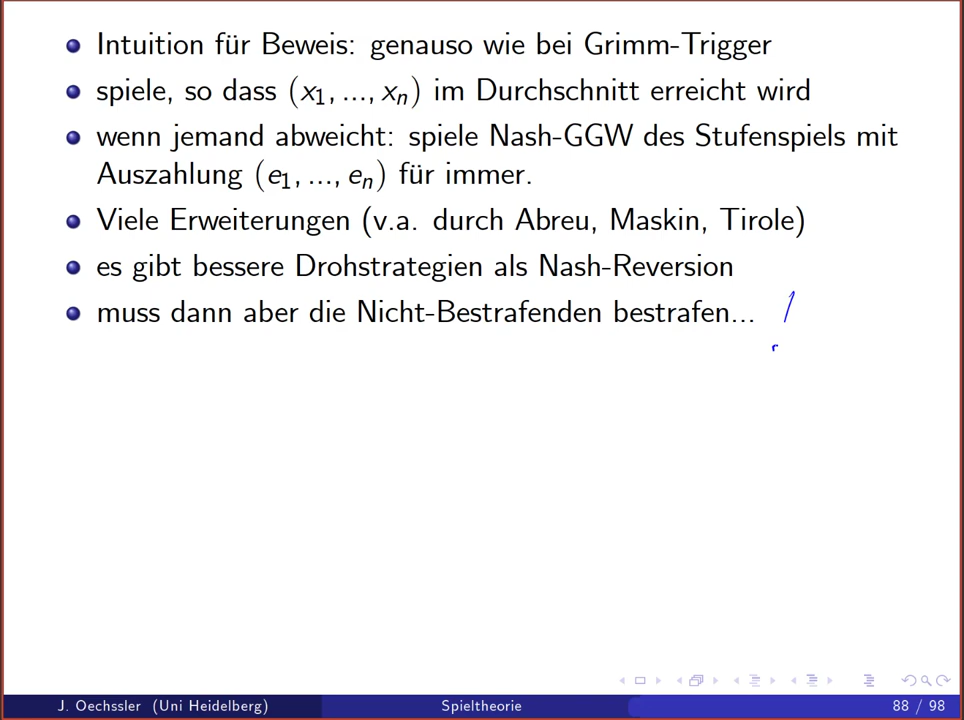 Intuition für Beweis: genauso wie bei Grimm-Trigger
spiele, so dass (x₁, ..., xₙ) im Durchschnitt erreicht wird
wenn jemand abweicht: spiele Nash-GGW des Stufenspiels mit
Auszahlung (e₁, ..., eₙ) für immer.
Viele Erweiterungen (v.a. durch Abreu, Maskin, Tirole)
es gibt bessere Drohstrategien als Nash-Reversion
muss dann aber die Nicht-Bestrafenden bestrafen...
J. Oechssler (Uni Heidelberg) Spieltheorie 88 / 98